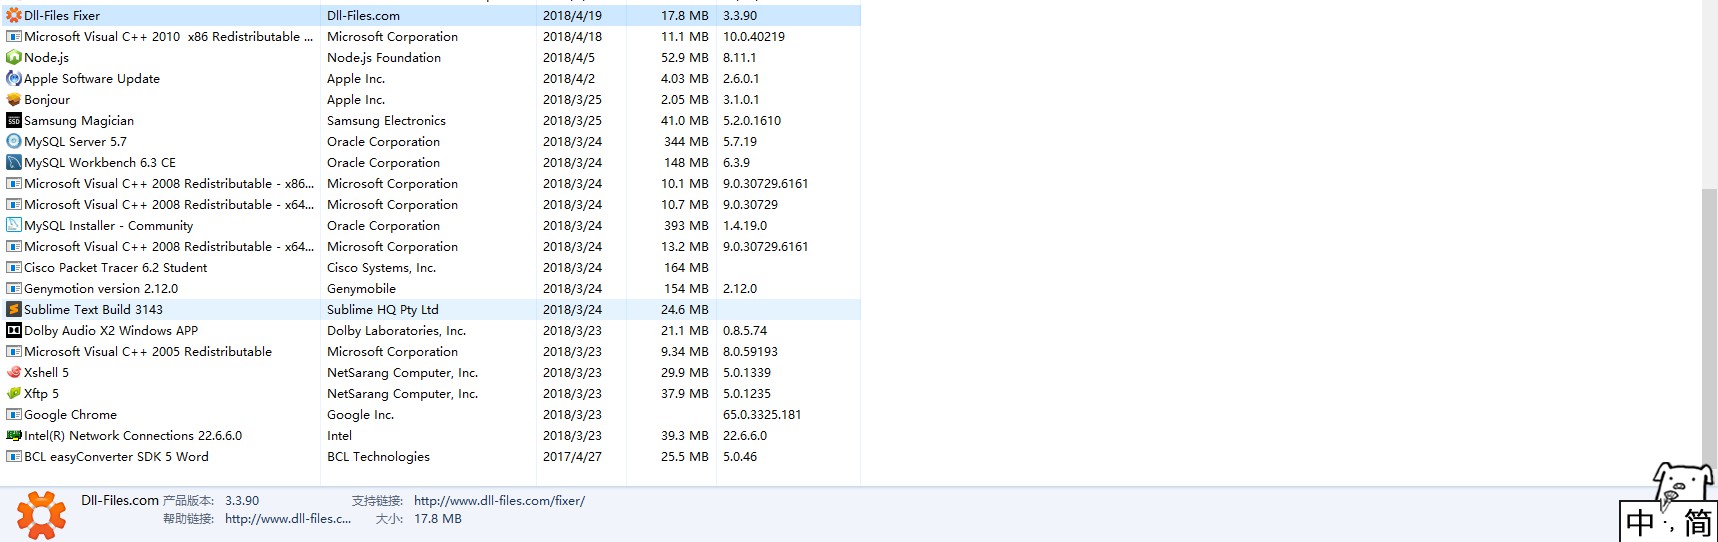 Dll-Files Fixer Dll-Files.com 2018/4/19 17.8 MB 3.3.90
Microsoft Visual C++ 2010  x86 Redistributable ... Microsoft Corporation 2018/4/18 11.1 MB 10.0.40219
Node.js Node.js Foundation 2018/4/5 52.9 MB 8.11.1
Apple Software Update Apple Inc. 2018/4/2 4.03 MB 2.6.0.1
Bonjour Apple Inc. 2018/3/25 2.05 MB 3.1.0.1
Samsung Magician Samsung Electronics 2018/3/25 41.0 MB 5.2.0.1610
MySQL Server 5.7 Oracle Corporation 2018/3/24 344 MB 5.7.19
MySQL Workbench 6.3 CE Oracle Corporation 2018/3/24 148 MB 6.3.9
Microsoft Visual C++ 2008 Redistributable - x86... Microsoft Corporation 2018/3/24 10.1 MB 9.0.30729.6161
Microsoft Visual C++ 2008 Redistributable - x64... Microsoft Corporation 2018/3/24 10.7 MB 9.0.30729
MySQL Installer - Community Oracle Corporation 2018/3/24 393 MB 1.4.19.0
Microsoft Visual C++ 2008 Redistributable - x64... Microsoft Corporation 2018/3/24 13.2 MB 9.0.30729.6161
Cisco Packet Tracer 6.2 Student Cisco Systems, Inc. 2018/3/24 164 MB
Genymotion version 2.12.0 Genymobile 2018/3/24 154 MB 2.12.0
Sublime Text Build 3143 Sublime HQ Pty Ltd 2018/3/24 24.6 MB
Dolby Audio X2 Windows APP Dolby Laboratories, Inc. 2018/3/23 21.1 MB 0.8.5.74
Microsoft Visual C++ 2005 Redistributable Microsoft Corporation 2018/3/23 9.34 MB 8.0.59193
Xshell 5 NetSarang Computer, Inc. 2018/3/23 29.9 MB 5.0.1339
Xftp 5 NetSarang Computer, Inc. 2018/3/23 37.9 MB 5.0.1235
Google Chrome Google Inc. 2018/3/23 65.0.3325.181
Intel(R) Network Connections 22.6.6.0 Intel 2018/3/23 39.3 MB 22.6.6.0
BCL easyConverter SDK 5 Word BCL Technologies 2017/4/27 25.5 MB 5.0.46
Dll-Files.com 产品版本: 3.3.90 支持链接: http://www.dll-files.com/fixer/
帮助链接: http://www.dll-files.c... 大小: 17.8 MB
中 简